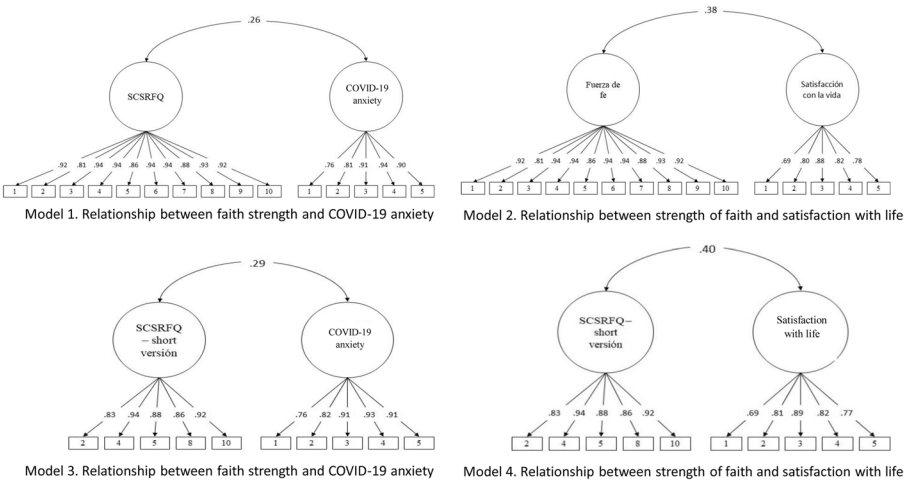 .26
SCSRFQ
COVID-19
anxiety
.92 .81 .94 .94 .86 .94 .94 .88 .93 .92
.76 .81 .91 .94 .90
1 2 3 4 5 6 7 8 9 10
1 2 3 4 5
Model 1. Relationship between faith strength and COVID-19 anxiety
.38
Fuerza de
fe
Satisfacción
con la vida
.92 .81 .94 .94 .86 .94 .94 .88 .93 .92
.69 .80 .88 .82 .78
1 2 3 4 5 6 7 8 9 10
1 2 3 4 5
Model 2. Relationship between strength of faith and satisfaction with life
.29
SCSRFQ
– short
versión
COVID-19
anxiety
.83 .94 .88 .86 .92
.76 .82 .91 .93 .91
2 4 5 8 10
1 2 3 4 5
Model 3. Relationship between faith strength and COVID-19 anxiety
.40
SCSRFQ–
short
versión
Satisfaction
with life
.83 .94 .88 .86 .92
.69 .81 .89 .82 .77
2 4 5 8 10
1 2 3 4 5
Model 4. Relationship between strength of faith and satisfaction with life